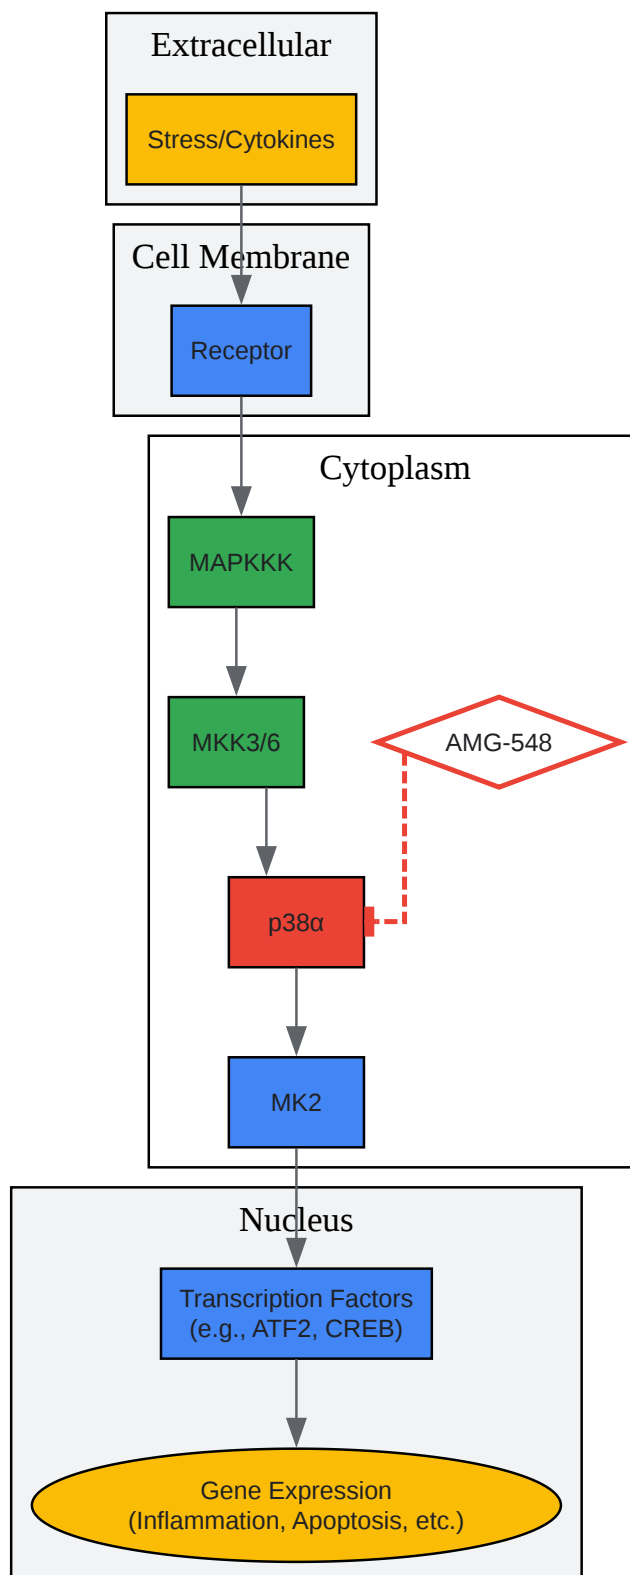 Extracellular
Stress/Cytokines
Cell Membrane
Receptor
Cytoplasm
MAPKKK
MKK3/6
AMG-548
p38α
MK2
Nucleus
Transcription Factors
(e.g., ATF2, CREB)
Gene Expression
(Inflammation, Apoptosis, etc.)